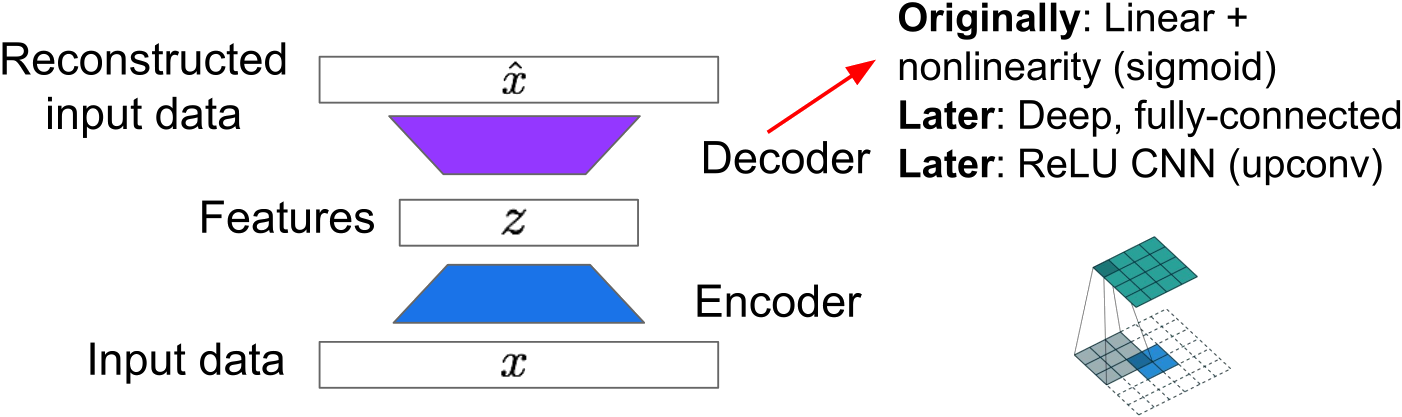 Reconstructed
input data
x̂
Decoder
Originally: Linear +
nonlinearity (sigmoid)
Later: Deep, fully-connected
Later: ReLU CNN (upconv)
Features
z
Encoder
Input data
x